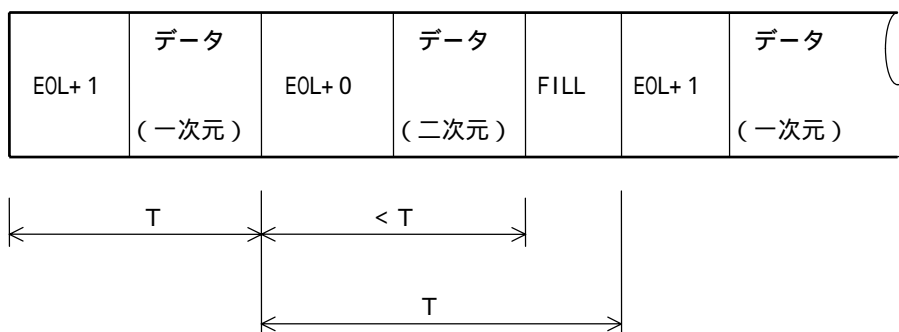 データ データ データ
EOL+1 EOL+0 FILL EOL+1
(一次元) (二次元) (一次元)
T <T
T